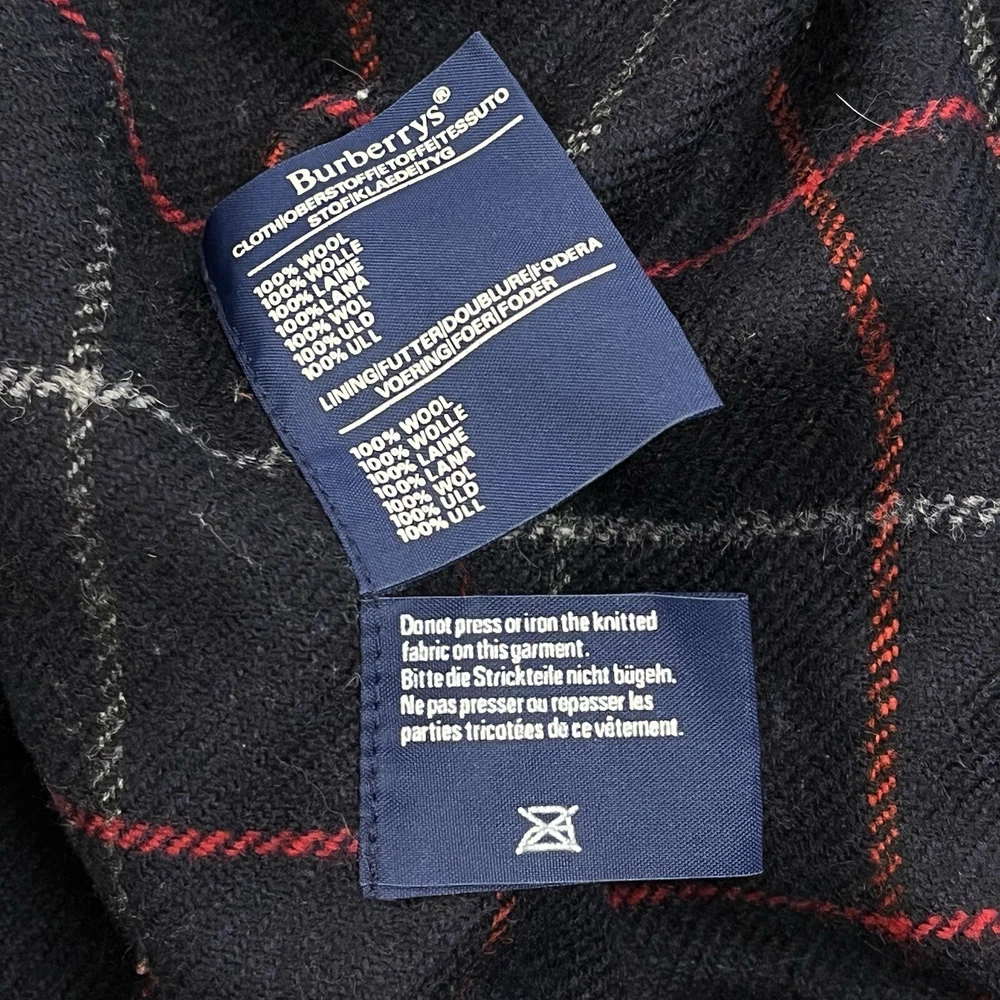 Burberrys®
CLOTH|OBERSTOFF|ETOFFE|TESSUTO
STOF|KLAEDE|TYG
100% WOOL
100% WOLLE
100% LAINE
100% LANA
100% WOL
100% ULD
100% ULL
LINING|FUTTER|DOUBLURE|FODERA
VOERING|FOER|FODER
100% WOOL
100% WOLLE
100% LAINE
100% LANA
100% WOL
100% ULD
100% ULL
Do not press or iron the knitted
fabric on this garment.
Bitte die Strickteile nicht bügeln.
Ne pas presser ou repasser les
parties tricotées de ce vêtement.